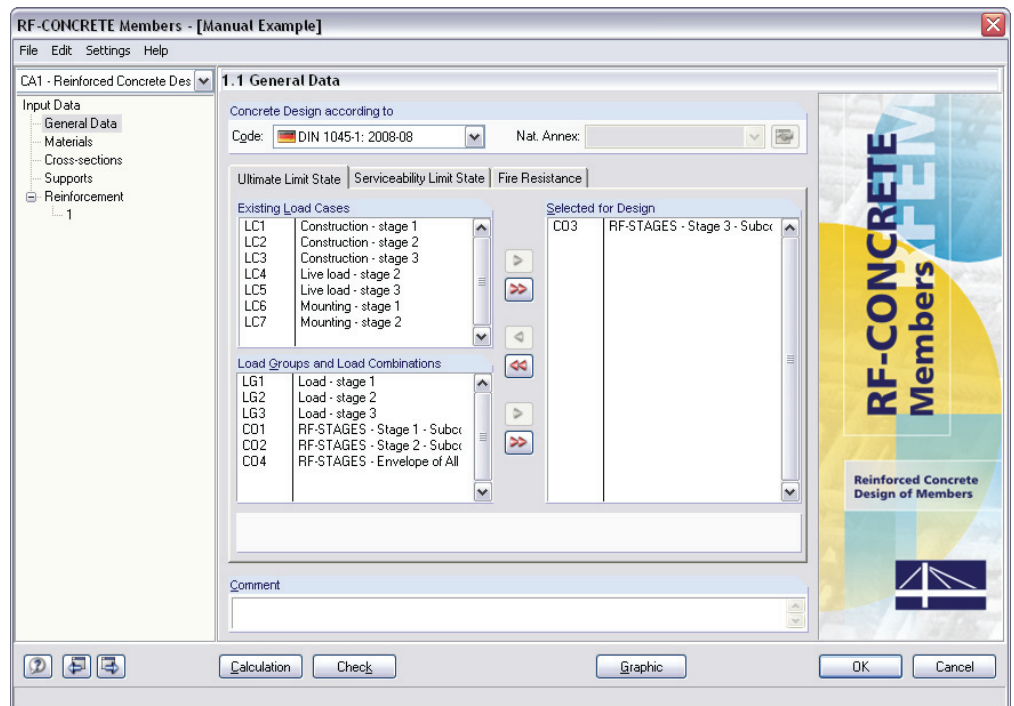 RF-CONCRETE Members - [Manual Example]
File Edit Settings Help
CA1 - Reinforced Concrete Des
1.1 General Data
Input Data
General Data
Materials
Cross-sections
Supports
Reinforcement
1
Concrete Design according to
Code: DIN 1045-1: 2008-08 Nat. Annex:
Ultimate Limit State Serviceability Limit State Fire Resistance
Existing Load Cases
LC1 Construction - stage 1
LC2 Construction - stage 2
LC3 Construction - stage 3
LC4 Live load - stage 2
LC5 Live load - stage 3
LC6 Mounting - stage 1
LC7 Mounting - stage 2
Load Groups and Load Combinations
LG1 Load - stage 1
LG2 Load - stage 2
LG3 Load - stage 3
CO1 RF-STAGES - Stage 1 - Subco
CO2 RF-STAGES - Stage 2 - Subco
CO4 RF-STAGES - Envelope of All
> 
>>
<
<<
>
>>
Selected for Design
CO3 RF-STAGES - Stage 3 - Subco
Comment
RFEM
RF-CONCRETE
Members
Reinforced Concrete
Design of Members
Calculation Check Graphic OK Cancel